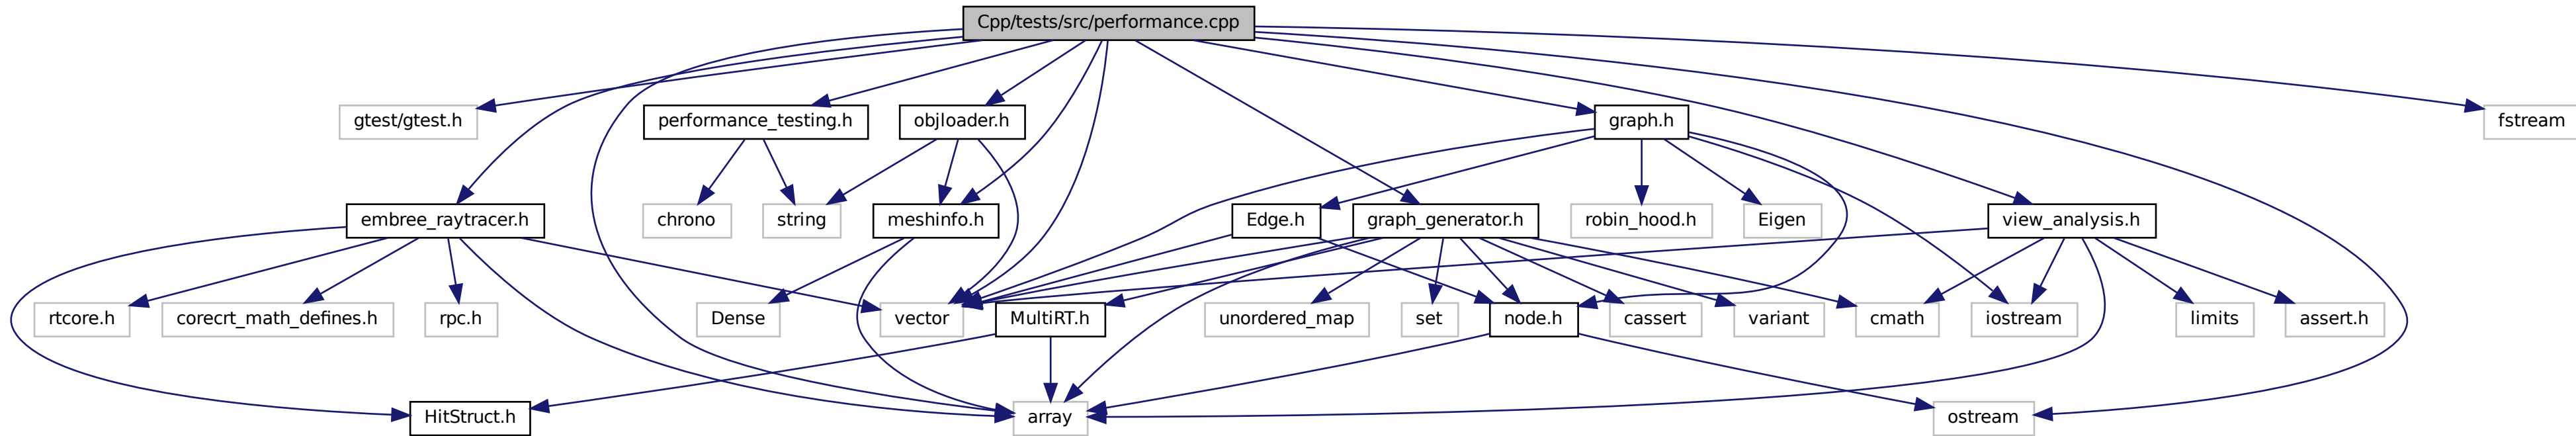 Cpp/tests/src/performance.cpp
gtest/gtest.h
performance_testing.h
objloader.h
graph.h
fstream
embree_raytracer.h
chrono
string
meshinfo.h
Edge.h
graph_generator.h
robin_hood.h
Eigen
view_analysis.h
rtcore.h
corecrt_math_defines.h
rpc.h
Dense
vector
MultiRT.h
unordered_map
set
node.h
cassert
variant
cmath
iostream
limits
assert.h
HitStruct.h
array
ostream